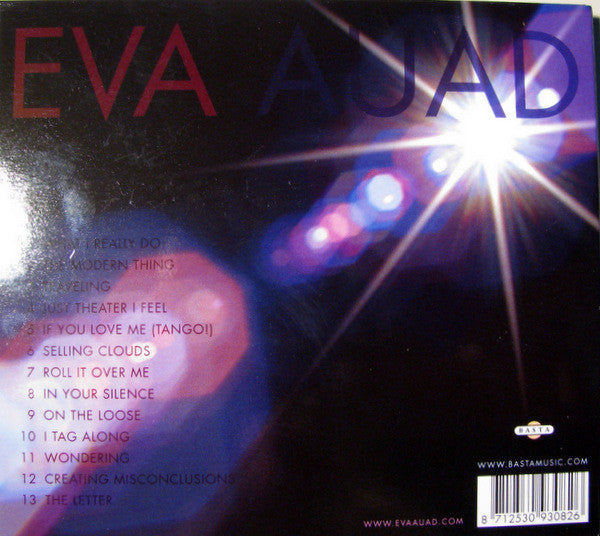 EVA AUAD
I REALLY DO
MODERN THING
TRAVELING
4 JUST THEATER I FEEL
5 IF YOU LOVE ME (TANGO!)
6 SELLING CLOUDS
7 ROLL IT OVER ME
8 IN YOUR SILENCE
9 ON THE LOOSE
10 I TAG ALONG
11 WONDERING
12 CREATING MISCONCLUSIONS
13 THE LETTER
BASTA
WWW.BASTAMUSIC.COM
WWW.EVAAUAD.COM
8 712530 930826